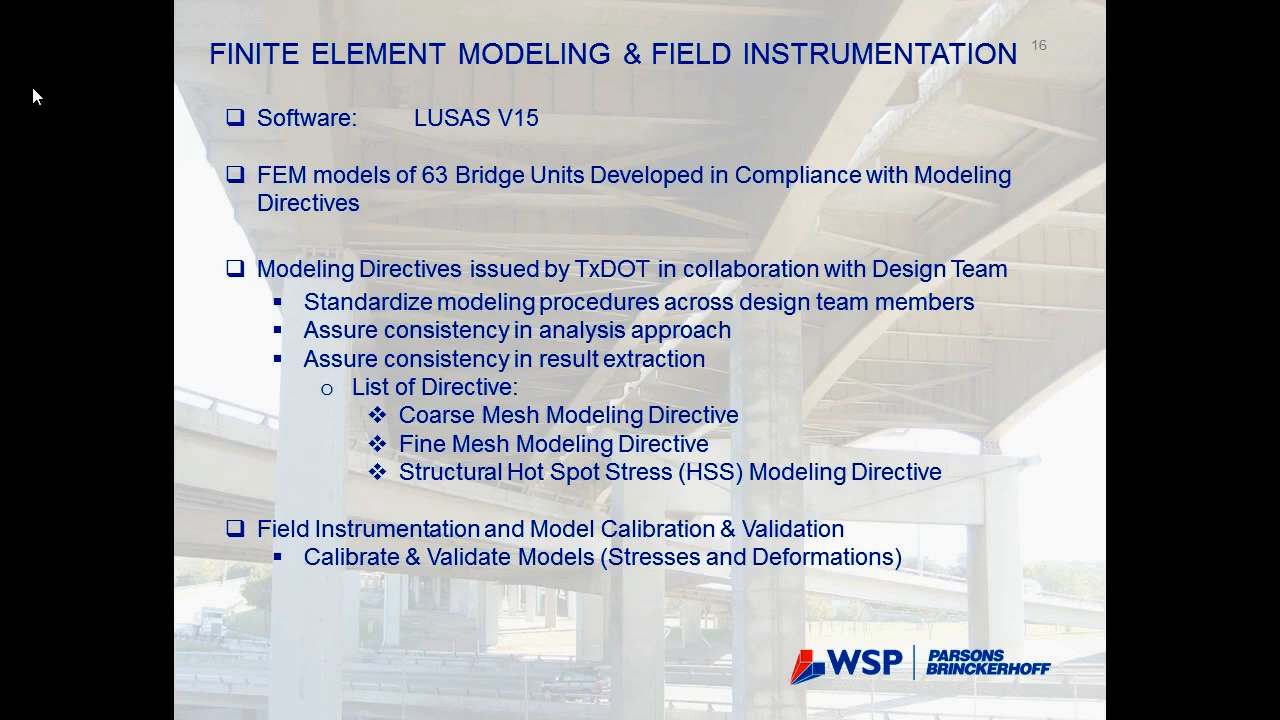 FINITE ELEMENT MODELING & FIELD INSTRUMENTATION
16
Software: LUSAS V15
FEM models of 63 Bridge Units Developed in Compliance with Modeling
Directives
Modeling Directives issued by TxDOT in collaboration with Design Team
Standardize modeling procedures across design team members
Assure consistency in analysis approach
Assure consistency in result extraction
List of Directive:
Coarse Mesh Modeling Directive
Fine Mesh Modeling Directive
Structural Hot Spot Stress (HSS) Modeling Directive
Field Instrumentation and Model Calibration & Validation
Calibrate & Validate Models (Stresses and Deformations)
WSP
PARSONS
BRINCKERHOFF